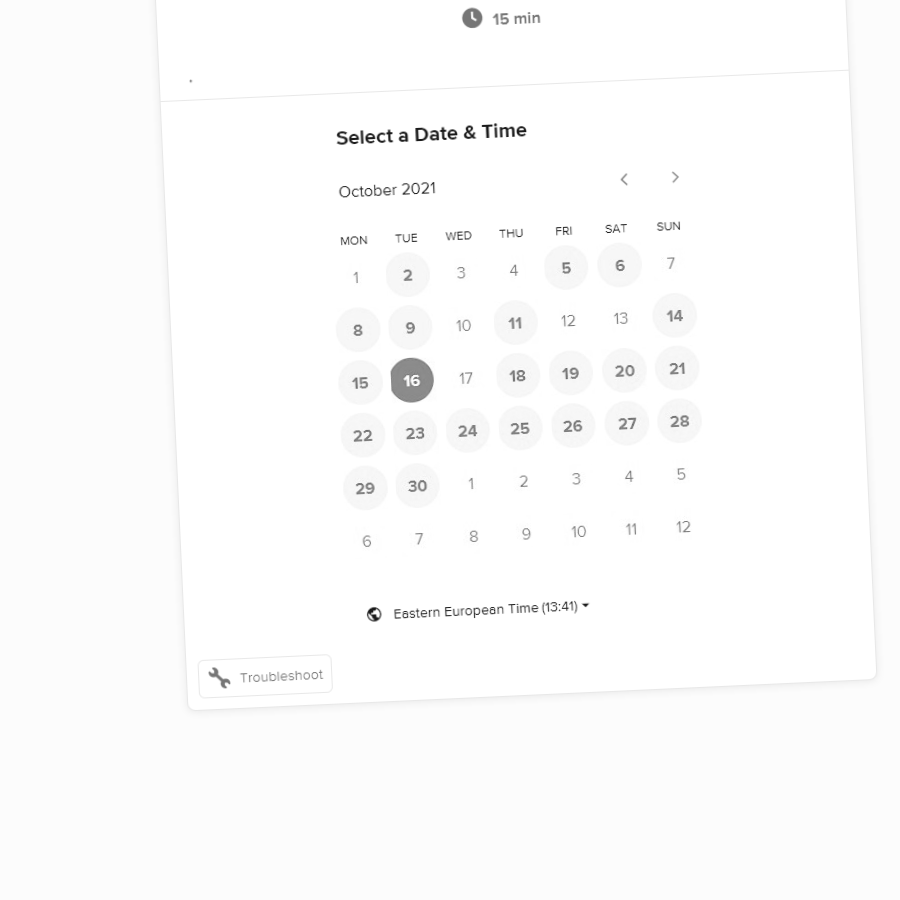 15 min
.
Select a Date & Time
October 2021
MON TUE WED THU FRI SAT SUN
1 2 3 4 5 6 7
8 9 10 11 12 13 14
15 16 17 18 19 20 21
22 23 24 25 26 27 28
29 30 1 2 3 4 5
6 7 8 9 10 11 12
Eastern European Time (13:41)
Troubleshoot